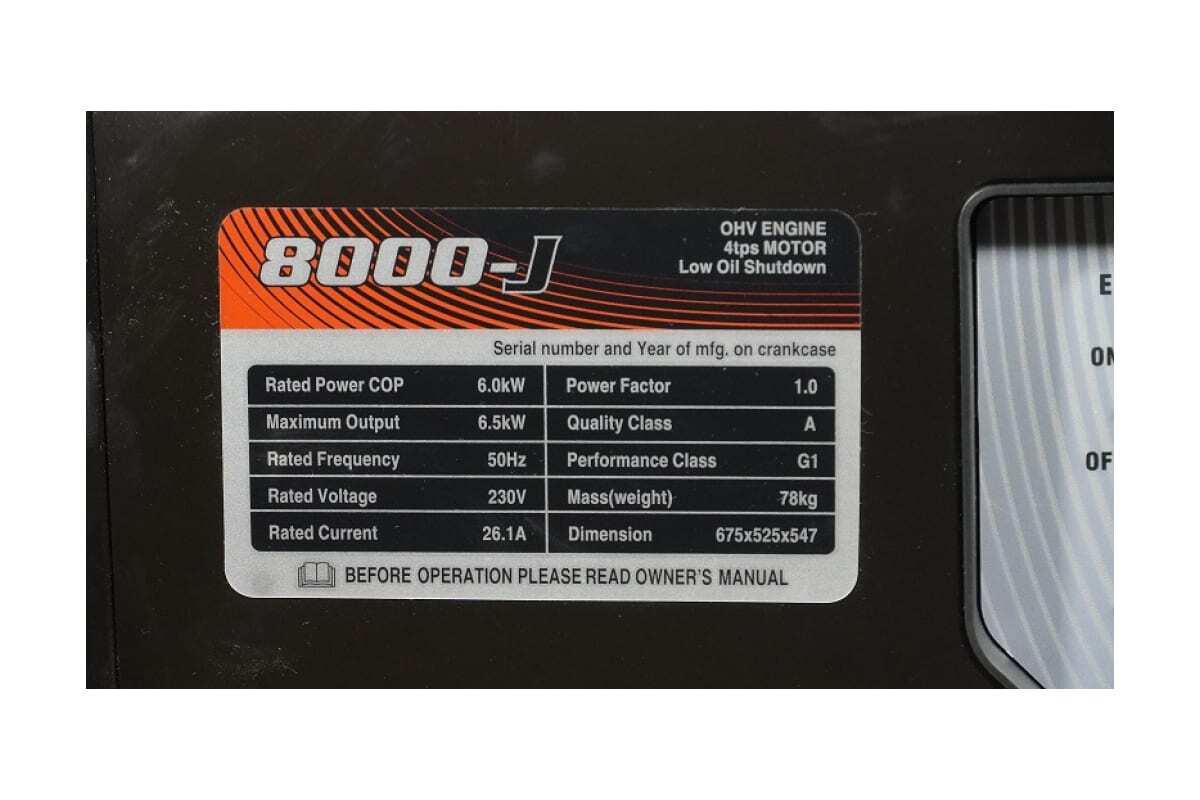 8000-J
OHV ENGINE
4tps MOTOR
Low Oil Shutdown
Serial number and Year of mfg. on crankcase
Rated Power COP 6.0kW Power Factor 1.0
Maximum Output 6.5kW Quality Class A
Rated Frequency 50Hz Performance Class G1
Rated Voltage 230V Mass(weight) 78kg
Rated Current 26.1A Dimension 675x525x547
BEFORE OPERATION PLEASE READ OWNER'S MANUAL